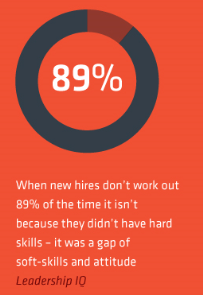 89%
When new hires don't work out
89% of the time it isn't
because they didn't have hard
skills – it was a gap of
soft-skills and attitude
Leadership IQ